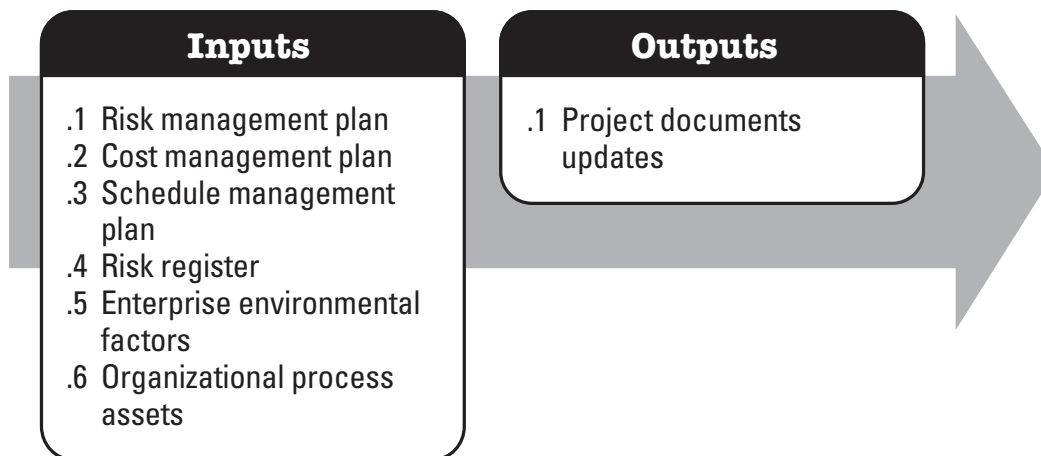 Inputs
.1 Risk management plan
.2 Cost management plan
.3 Schedule management
plan
.4 Risk register
.5 Enterprise environmental
factors
.6 Organizational process
assets
Outputs
.1 Project documents
updates